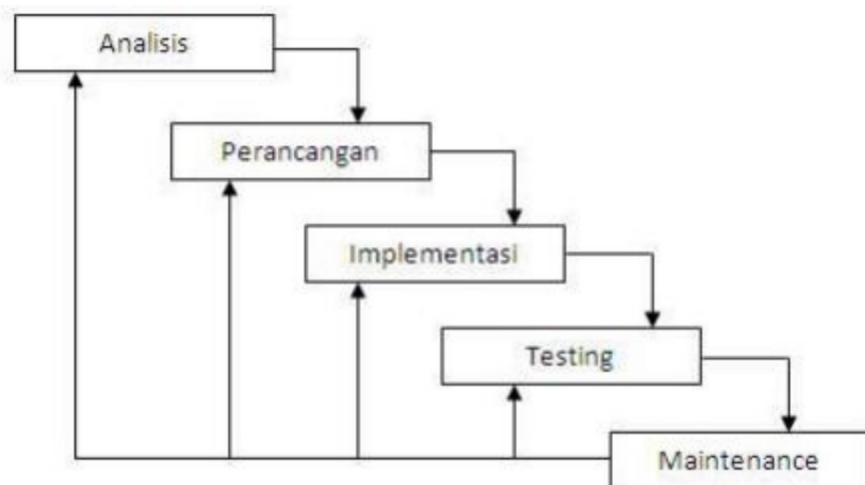 Analisis
Perancangan
Implementasi
Testing
Maintenance